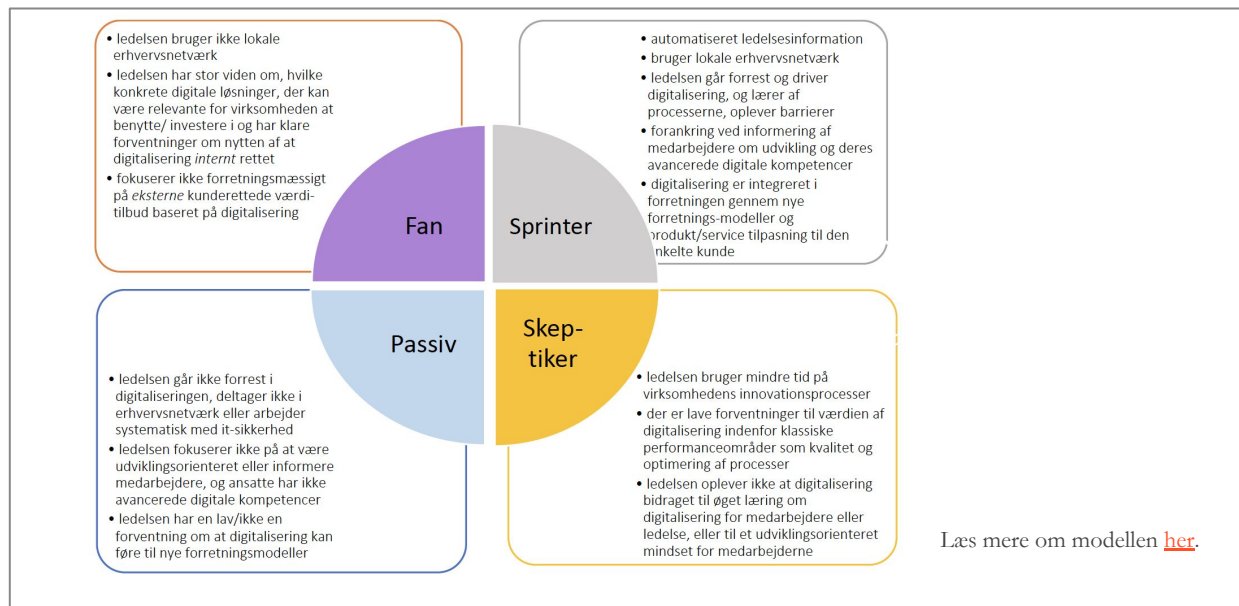 • ledelsen bruger ikke lokale
erhvervsnetværk
• ledelsen har stor viden om, hvilke
konkrete digitale løsninger, der kan
være relevante for virksomheden at
benytte/ investere i og har klare
forventninger om nytten af at
digitalisering internt rettet
• fokuserer ikke forretningsmæssigt
på eksterne kunderettede værdi-
tilbud baseret på digitalisering
• automatiseret ledelsesinformation
• bruger lokale erhvervsnetværk
• ledelsen går forrest og driver
digitalisering, og lærer af
processerne, oplever barrierer
• forankring ved informering af
medarbejdere om udvikling og deres
avancerede digitale kompetencer
• digitalisering er integreret i
forretningen gennem nye
forretnings-modeller og
produkt/service tilpasning til den
enkelte kunde
Fan
Sprinter
Passiv
Skep-
tiker
• ledelsen går ikke forrest i
digitaliseringen, deltager ikke i
erhvervsnetværk eller arbejder
systematisk med it-sikkerhed
• ledelsen fokuserer ikke på at være
udviklingsorienteret eller informere
medarbejdere, og ansatte har ikke
avancerede digitale kompetencer
• ledelsen har en lav/ikke en
forventning om at digitalisering kan
føre til nye forretningsmodeller
• ledelsen bruger mindre tid på
virksomhedens innovationsprocesser
• der er lave forventninger til værdien af
digitalisering indenfor klassiske
performanceområder som kvalitet og
optimering af processer
• ledelsen oplever ikke at digitalisering
bidraget til øget læring om
digitalisering for medarbejdere eller
ledelse, eller til et udviklingsorienteret
mindset for medarbejderne
Læs mere om modellen her.